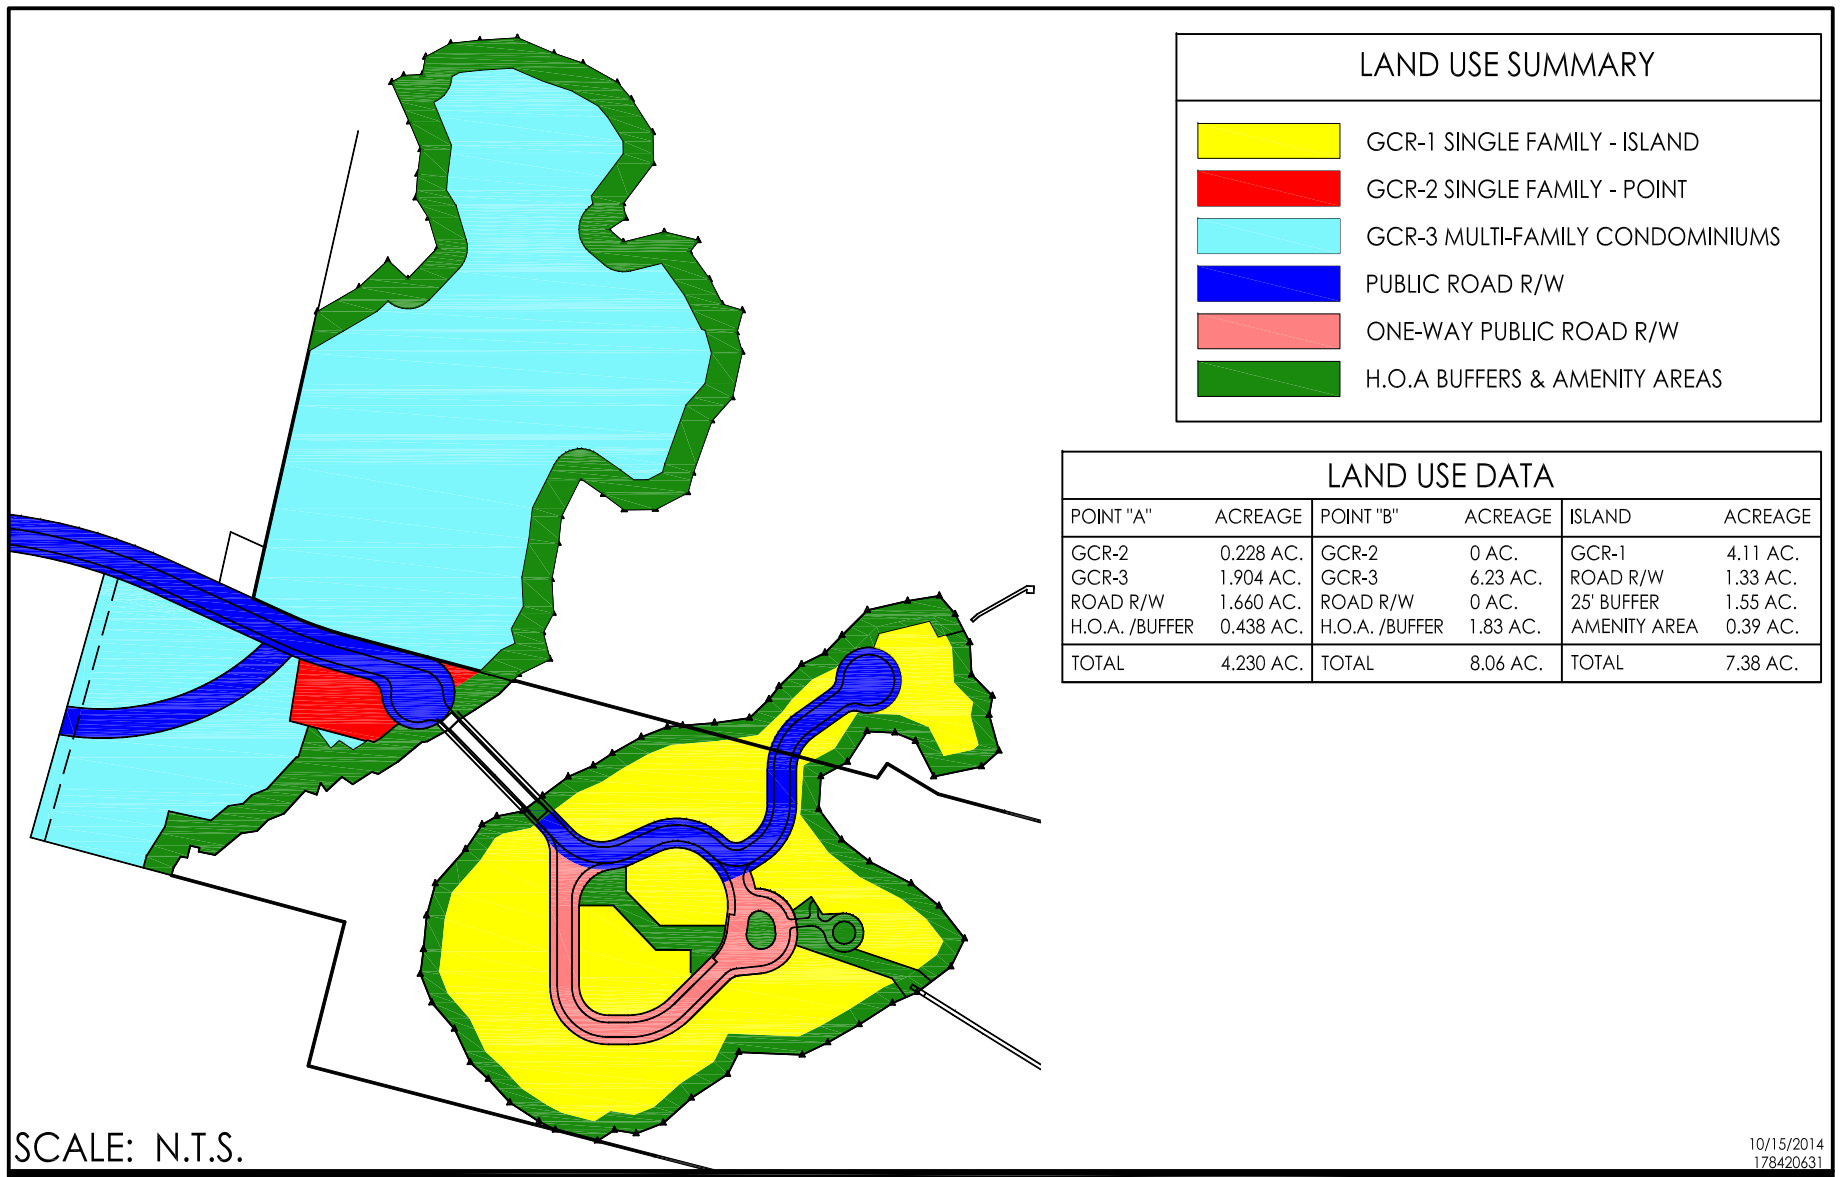 LAND USE SUMMARY
GCR-1 SINGLE FAMILY - ISLAND
GCR-2 SINGLE FAMILY - POINT
GCR-3 MULTI-FAMILY CONDOMINIUMS
PUBLIC ROAD R/W
ONE-WAY PUBLIC ROAD R/W
H.O.A BUFFERS & AMENITY AREAS
LAND USE DATA
POINT "A" ACREAGE POINT "B" ACREAGE ISLAND ACREAGE
GCR-2 0.228 AC. GCR-2 0 AC. GCR-1 4.11 AC.
GCR-3 1.904 AC. GCR-3 6.23 AC. ROAD R/W 1.33 AC.
ROAD R/W 1.660 AC. ROAD R/W 0 AC. 25' BUFFER 1.55 AC.
H.O.A. /BUFFER 0.438 AC. H.O.A. /BUFFER 1.83 AC. AMENITY AREA 0.39 AC.
TOTAL 4.230 AC. TOTAL 8.06 AC. TOTAL 7.38 AC.
SCALE: N.T.S.
10/15/2014
178420631